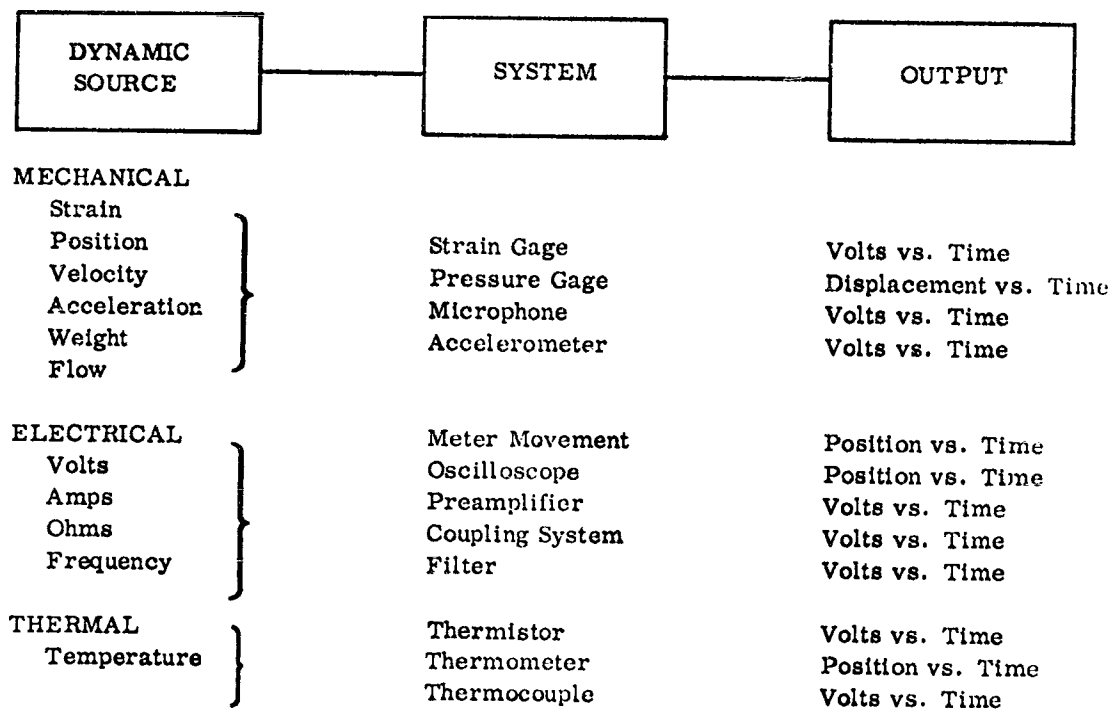 DYNAMIC
SOURCE
SYSTEM
OUTPUT
MECHANICAL
Strain
Position
Velocity
Acceleration
Weight
Flow
Strain Gage
Pressure Gage
Microphone
Accelerometer
Volts vs. Time
Displacement vs. Time
Volts vs. Time
Volts vs. Time
ELECTRICAL
Volts
Amps
Ohms
Frequency
Meter Movement
Oscilloscope
Preamplifier
Coupling System
Filter
Position vs. Time
Position vs. Time
Volts vs. Time
Volts vs. Time
Volts vs. Time
THERMAL
Temperature
Thermistor
Thermometer
Thermocouple
Volts vs. Time
Position vs. Time
Volts vs. Time